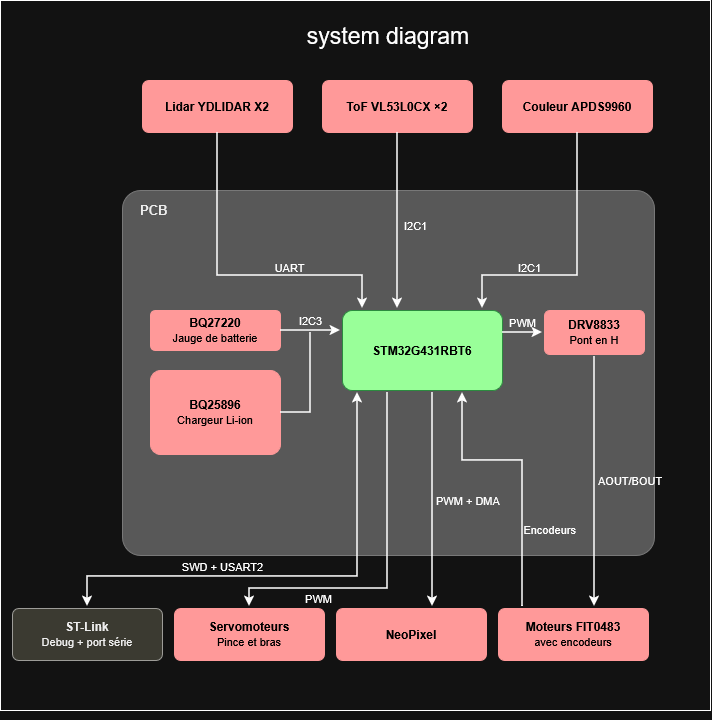 system diagram
Lidar YDLIDAR X2
ToF VL53L0CX ×2
Couleur APDS9960
PCB
I2C1
UART
I2C1
BQ27220
Jauge de batterie
I2C3
STM32G431RBT6
PWM
DRV8833
Pont en H
BQ25896
Chargeur Li-ion
AOUT/BOUT
PWM + DMA
Encodeurs
SWD + USART2
PWM
ST-Link
Debug + port série
Servomoteurs
Pince et bras
NeoPixel
Moteurs FIT0483
avec encodeurs